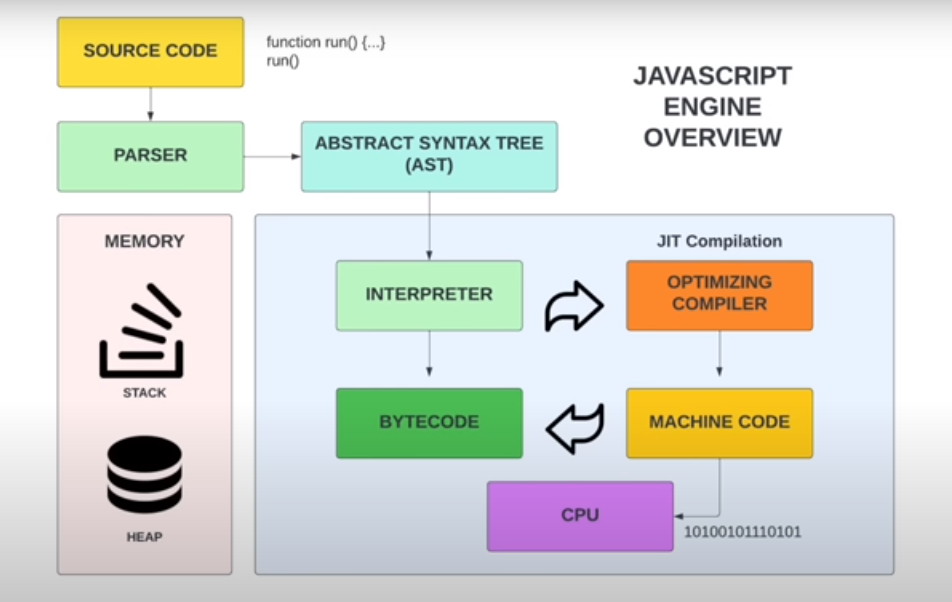 SOURCE CODE
function run() {...}
run()
JAVASCRIPT
ENGINE
OVERVIEW
PARSER
ABSTRACT SYNTAX TREE
(AST)
MEMORY
STACK
HEAP
JIT Compilation
INTERPRETER
OPTIMIZING
COMPILER
BYTECODE
MACHINE CODE
CPU
10100101110101